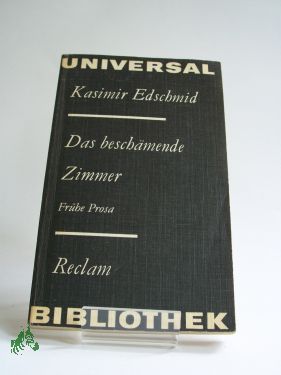 UNIVERSAL
Kasimir Edschmid
Das beschämende
Zimmer
Frühe Prosa
Reclam
BIBLIOTHEK